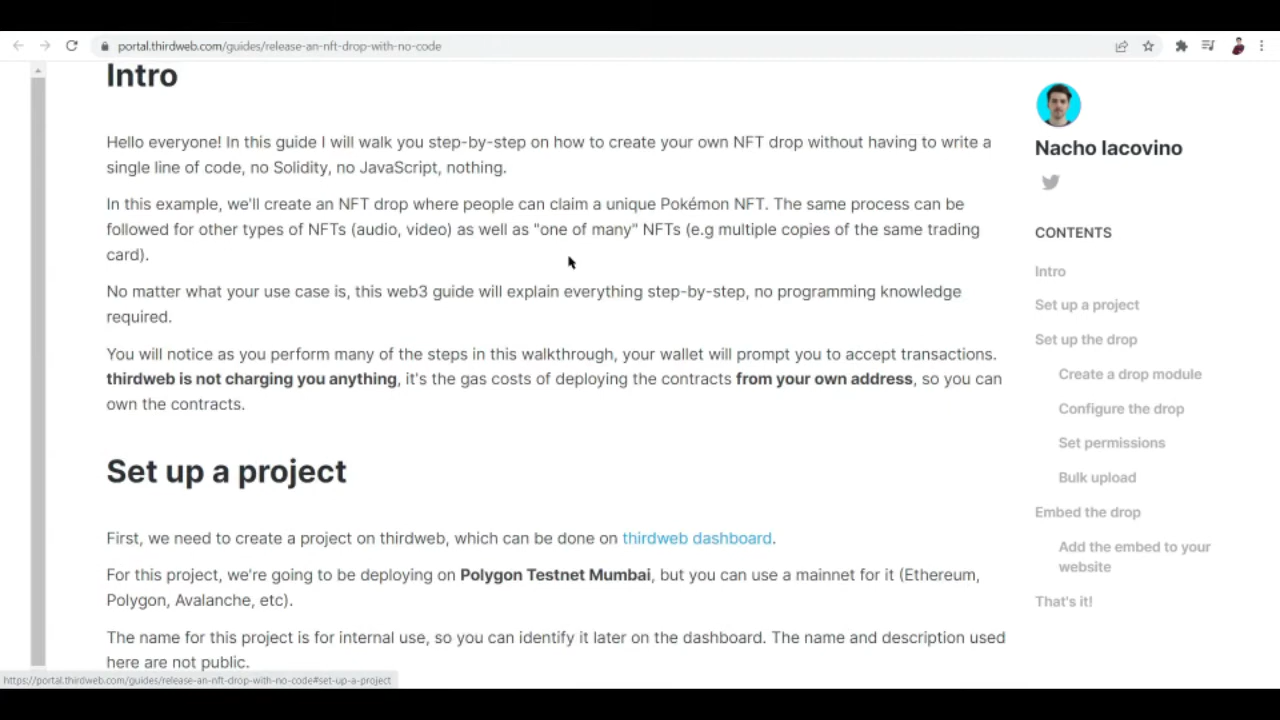 portal.thirdweb.com/guides/release-an-nft-drop-with-no-code
Intro
Hello everyone! In this guide I will walk you step-by-step on how to create your own NFT drop without having to write a
single line of code, no Solidity, no JavaScript, nothing.
In this example, we'll create an NFT drop where people can claim a unique Pokémon NFT. The same process can be
followed for other types of NFTs (audio, video) as well as "one of many" NFTs (e.g multiple copies of the same trading
card).
No matter what your use case is, this web3 guide will explain everything step-by-step, no programming knowledge
required.
You will notice as you perform many of the steps in this walkthrough, your wallet will prompt you to accept transactions.
thirdweb is not charging you anything, it's the gas costs of deploying the contracts from your own address, so you can
own the contracts.
Set up a project
First, we need to create a project on thirdweb, which can be done on thirdweb dashboard.
For this project, we're going to be deploying on Polygon Testnet Mumbai, but you can use a mainnet for it (Ethereum,
Polygon, Avalanche, etc).
The name for this project is for internal use, so you can identify it later on the dashboard. The name and description used
here are not public.
https://portal.thirdweb.com/guides/release-an-nft-drop-with-no-code#set-up-a-project
Nacho Iacovino
CONTENTS
Intro
Set up a project
Set up the drop
Create a drop module
Configure the drop
Set permissions
Bulk upload
Embed the drop
Add the embed to your
website
That's it!